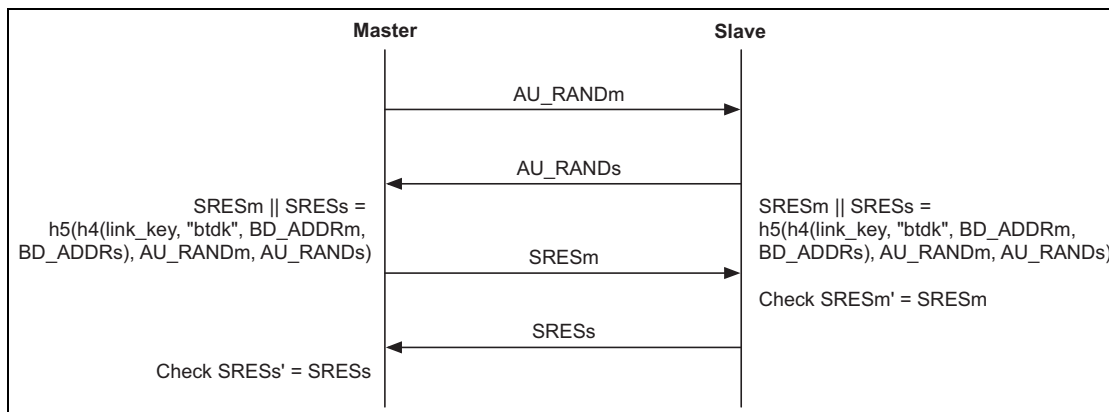 Master
Slave
AU_RANDm
AU_RANDs
SRESm || SRESs =
h5(h4(link_key, "btdk", BD_ADDRm,
BD_ADDRs), AU_RANDm, AU_RANDs)
SRESm || SRESs =
h5(h4(link_key, "btdk", BD_ADDRm,
BD_ADDRs), AU_RANDm, AU_RANDs)
SRESm
Check SRESm' = SRESm
SRESs
Check SRESs' = SRESs